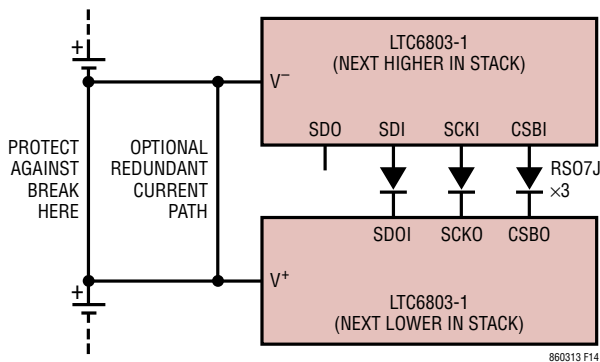 LTC6803-1
(NEXT HIGHER IN STACK)
+
V–
SDO SDI SCKI CSBI
PROTECT
AGAINST
BREAK
HERE
OPTIONAL
REDUNDANT
CURRENT
PATH
RS07J
×3
SDOI SCKO CSBO
V+
+
LTC6803-1
(NEXT LOWER IN STACK)
860313 F14